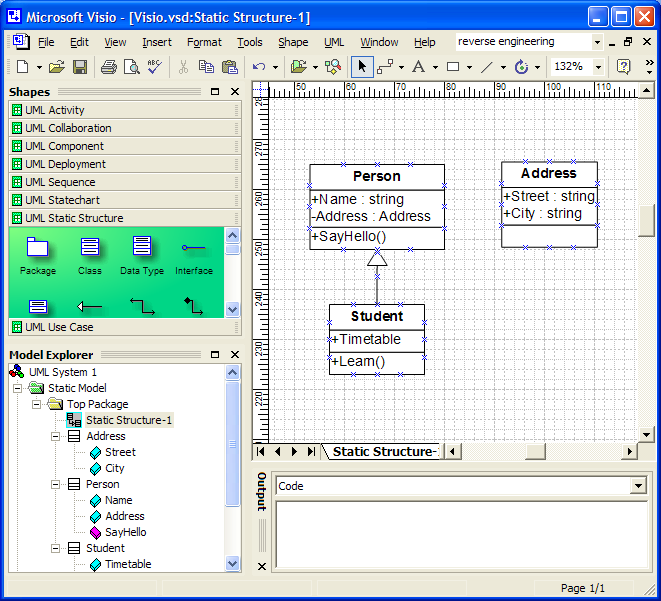 Microsoft Visio - [Visio.vsd:Static Structure-1]
File Edit View Insert Format Tools Shape UML Window Help reverse engineering
132%
Shapes
UML Activity
UML Collaboration
UML Component
UML Deployment
UML Sequence
UML Statechart
UML Static Structure
Package Class Data Type Interface
UML Use Case
Model Explorer
UML System 1
Static Model
Top Package
Static Structure-1
Address
Street
City
Person
Name
Address
SayHello
Student
Timetable
50 60 70 80 90 100 110
270
260
250
240
230
220
Person
+Name : string
-Address : Address
+SayHello()
Address
+Street : string
+City : string
Student
+Timetable
+Learn()
Static Structure-
Output
Code
Page 1/1